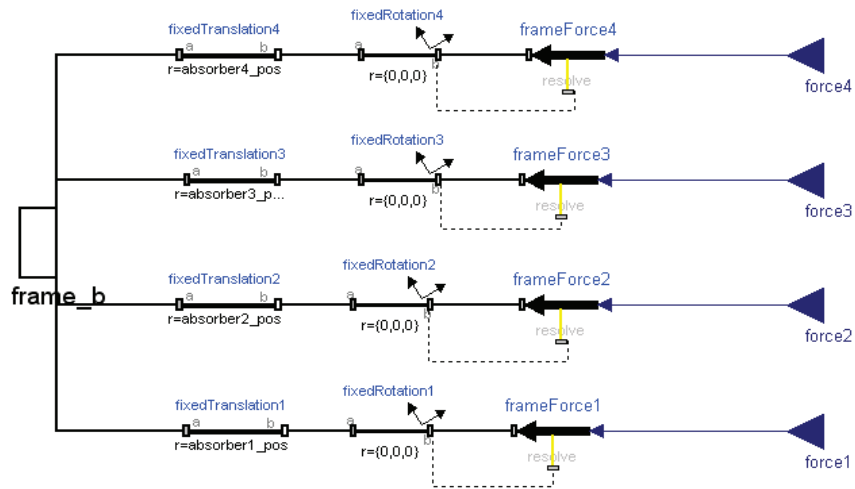 fixedTranslation4
a b
r=absorber4_pos
fixedRotation4
a
b
r={0,0,0}
frameForce4
resolve
force4
fixedTranslation3
a b
r=absorber3_p...
fixedRotation3
a
b
r={0,0,0}
frameForce3
resolve
force3
frame_b
fixedTranslation2
a b
r=absorber2_pos
fixedRotation2
a
b
r={0,0,0}
frameForce2
resolve
force2
fixedTranslation1
a b
r=absorber1_pos
fixedRotation1
a
b
r={0,0,0}
frameForce1
resolve
force1